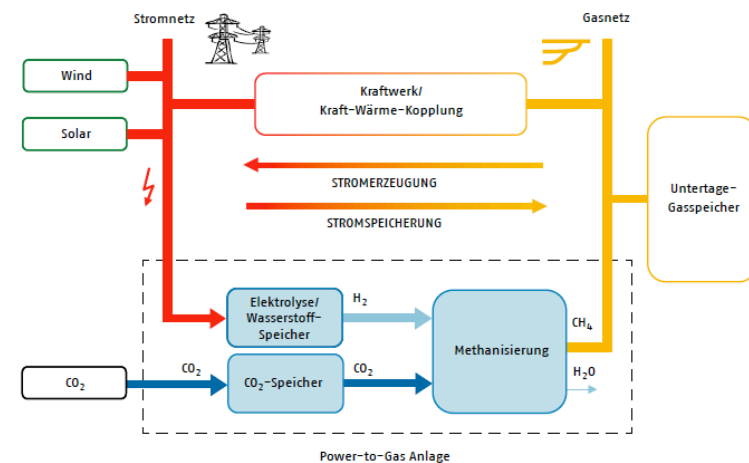 Stromnetz
Gasnetz
Wind
Kraftwerk/
Kraft-Wärme-Kopplung
Solar
STROMERZEUGUNG
Untertage-
Gasspeicher
STROMSPEICHERUNG
Elektrolyse/
Wasserstoff-
Speicher
H₂
Methanisierung
CH₄
CO₂
CO₂
CO₂-Speicher
CO₂
H₂O
Power-to-Gas Anlage